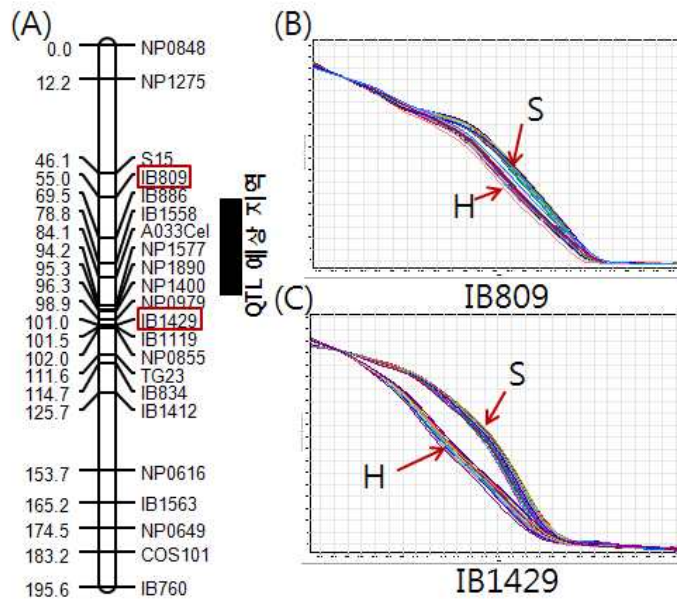 (A)
0.0 NP0848
12.2 NP1275
46.1 S15
55.0 IB809
69.5 IB886
78.8 IB1558
84.1 A033Cel
94.2 NP1577
95.3 NP1890
96.3 NP1400
98.9 NP0979
101.0 IB1429
101.5 IB1119
102.0 NP0855
111.6 TG23
114.7 IB834
125.7 IB1412
153.7 NP0616
165.2 IB1563
174.5 NP0649
183.2 COS101
195.6 IB760
QTL 예상 지역
(B)
S
H
IB809
(C)
S
H
IB1429